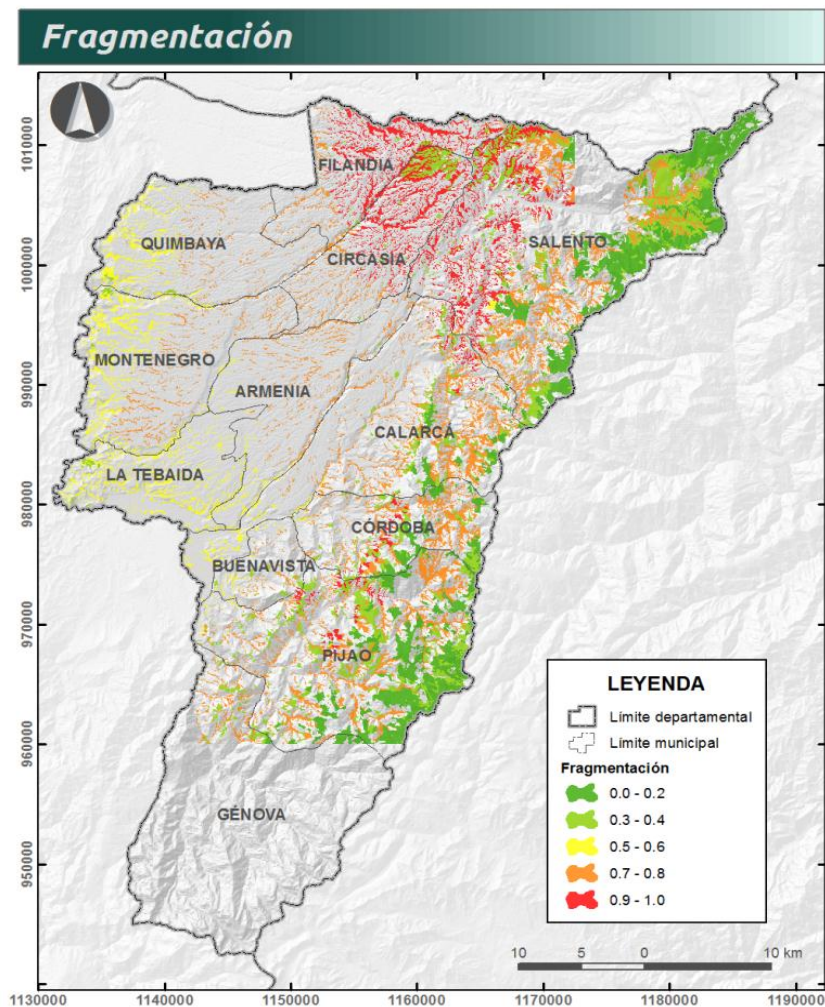 Fragmentación
1010000
1000000
990000
980000
970000
960000
950000
FILANDIA
QUIMBAYA
CIRCASIA
SALENTO
MONTENEGRO
ARMENIA
CALARCÁ
LA TEBAIDA
CÓRDOBA
BUENAVISTA
PIJAO
GÉNOVA
LEYENDA
Límite departamental
Límite municipal
Fragmentación
0.0 - 0.2
0.3 - 0.4
0.5 - 0.6
0.7 - 0.8
0.9 - 1.0
10 5 0 10 km
1130000 1140000 1150000 1160000 1170000 1180000 1190000